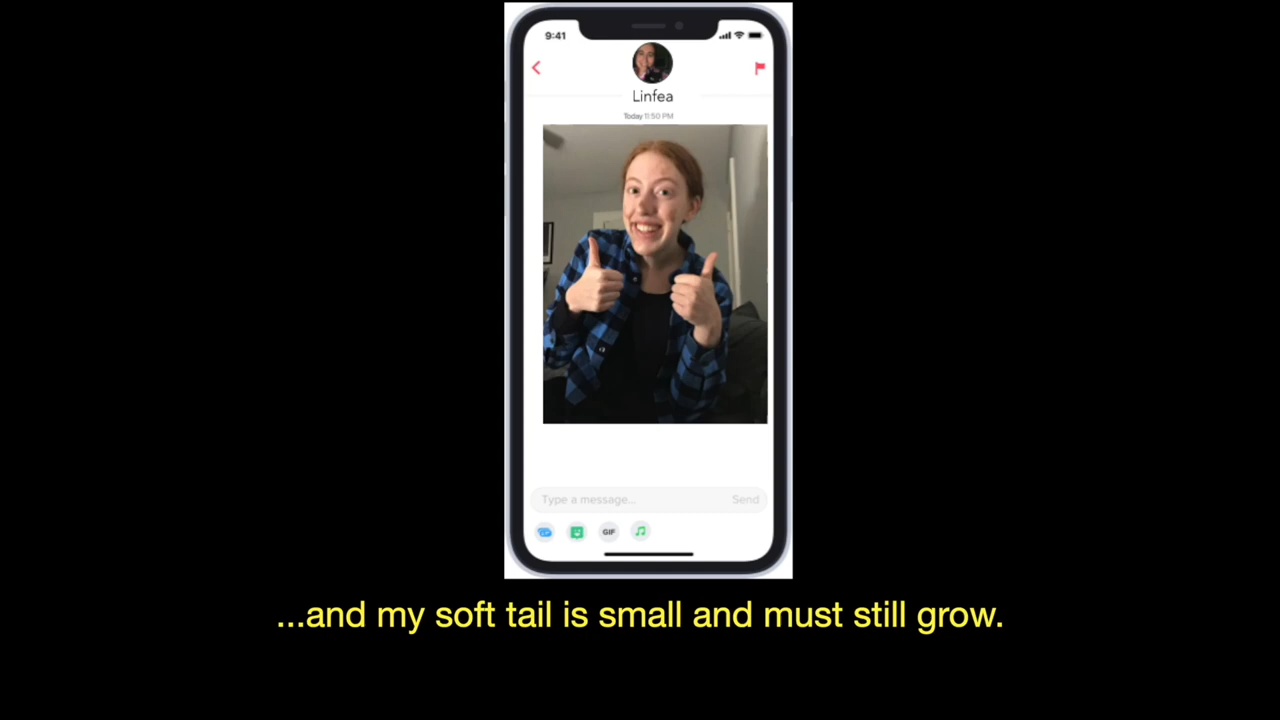 9:41
Linfea
Today 11:50 PM
Type a message... Send
GIF
...and my soft tail is small and must still grow.